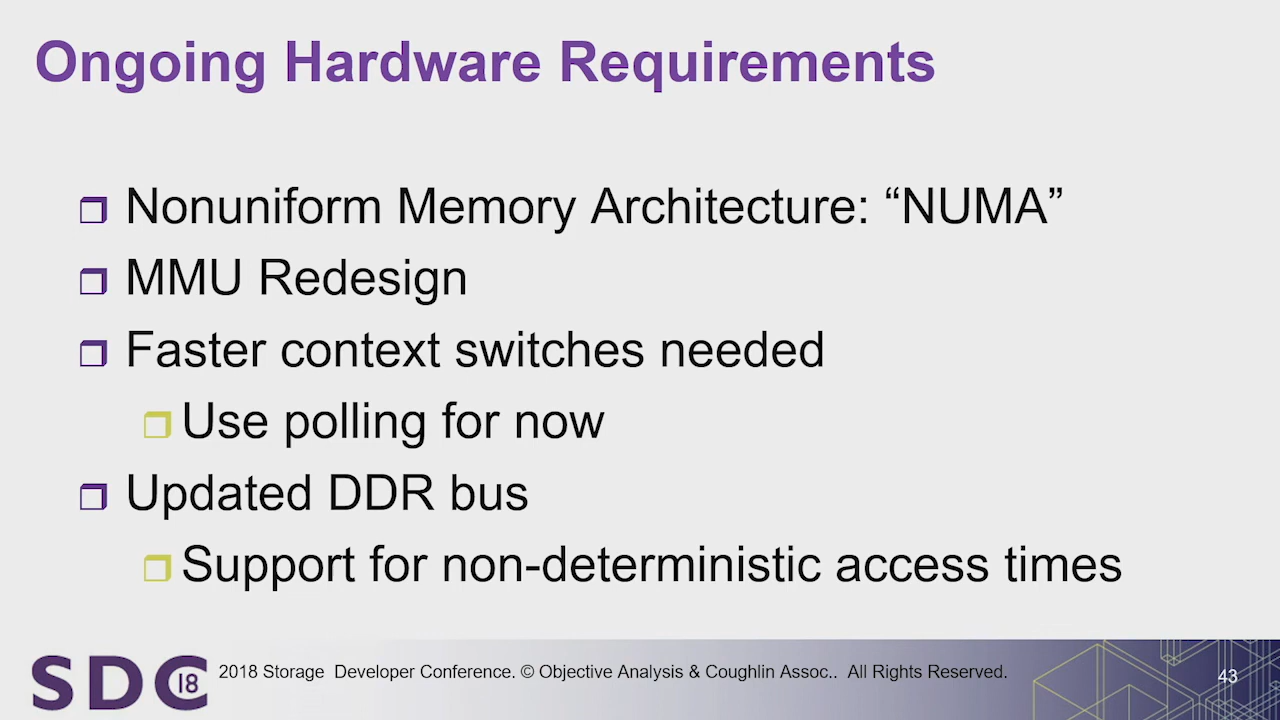 Ongoing Hardware Requirements
Nonuniform Memory Architecture: “NUMA”
MMU Redesign
Faster context switches needed
Use polling for now
Updated DDR bus
Support for non-deterministic access times
SDC 18
2018 Storage Developer Conference. © Objective Analysis & Coughlin Assoc.. All Rights Reserved.
43